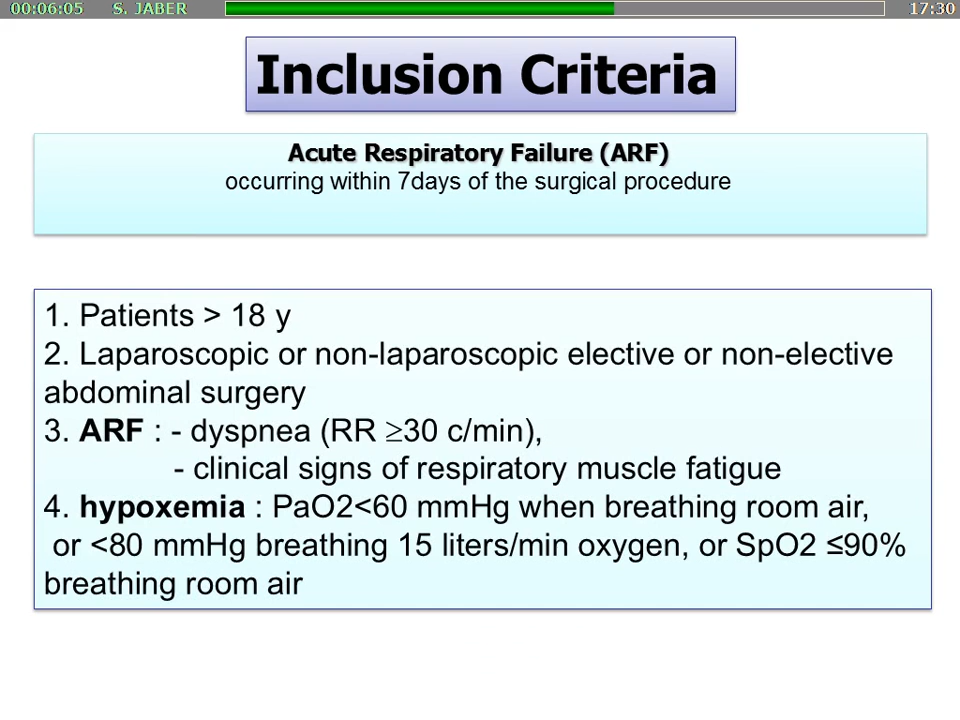 00:06:05 S. JABER 17:30
Inclusion Criteria
Acute Respiratory Failure (ARF)
occurring within 7days of the surgical procedure
1. Patients > 18 y
2. Laparoscopic or non-laparoscopic elective or non-elective
abdominal surgery
3. ARF : - dyspnea (RR ≥30 c/min),
- clinical signs of respiratory muscle fatigue
4. hypoxemia : PaO2<60 mmHg when breathing room air,
or <80 mmHg breathing 15 liters/min oxygen, or SpO2 ≤90%
breathing room air